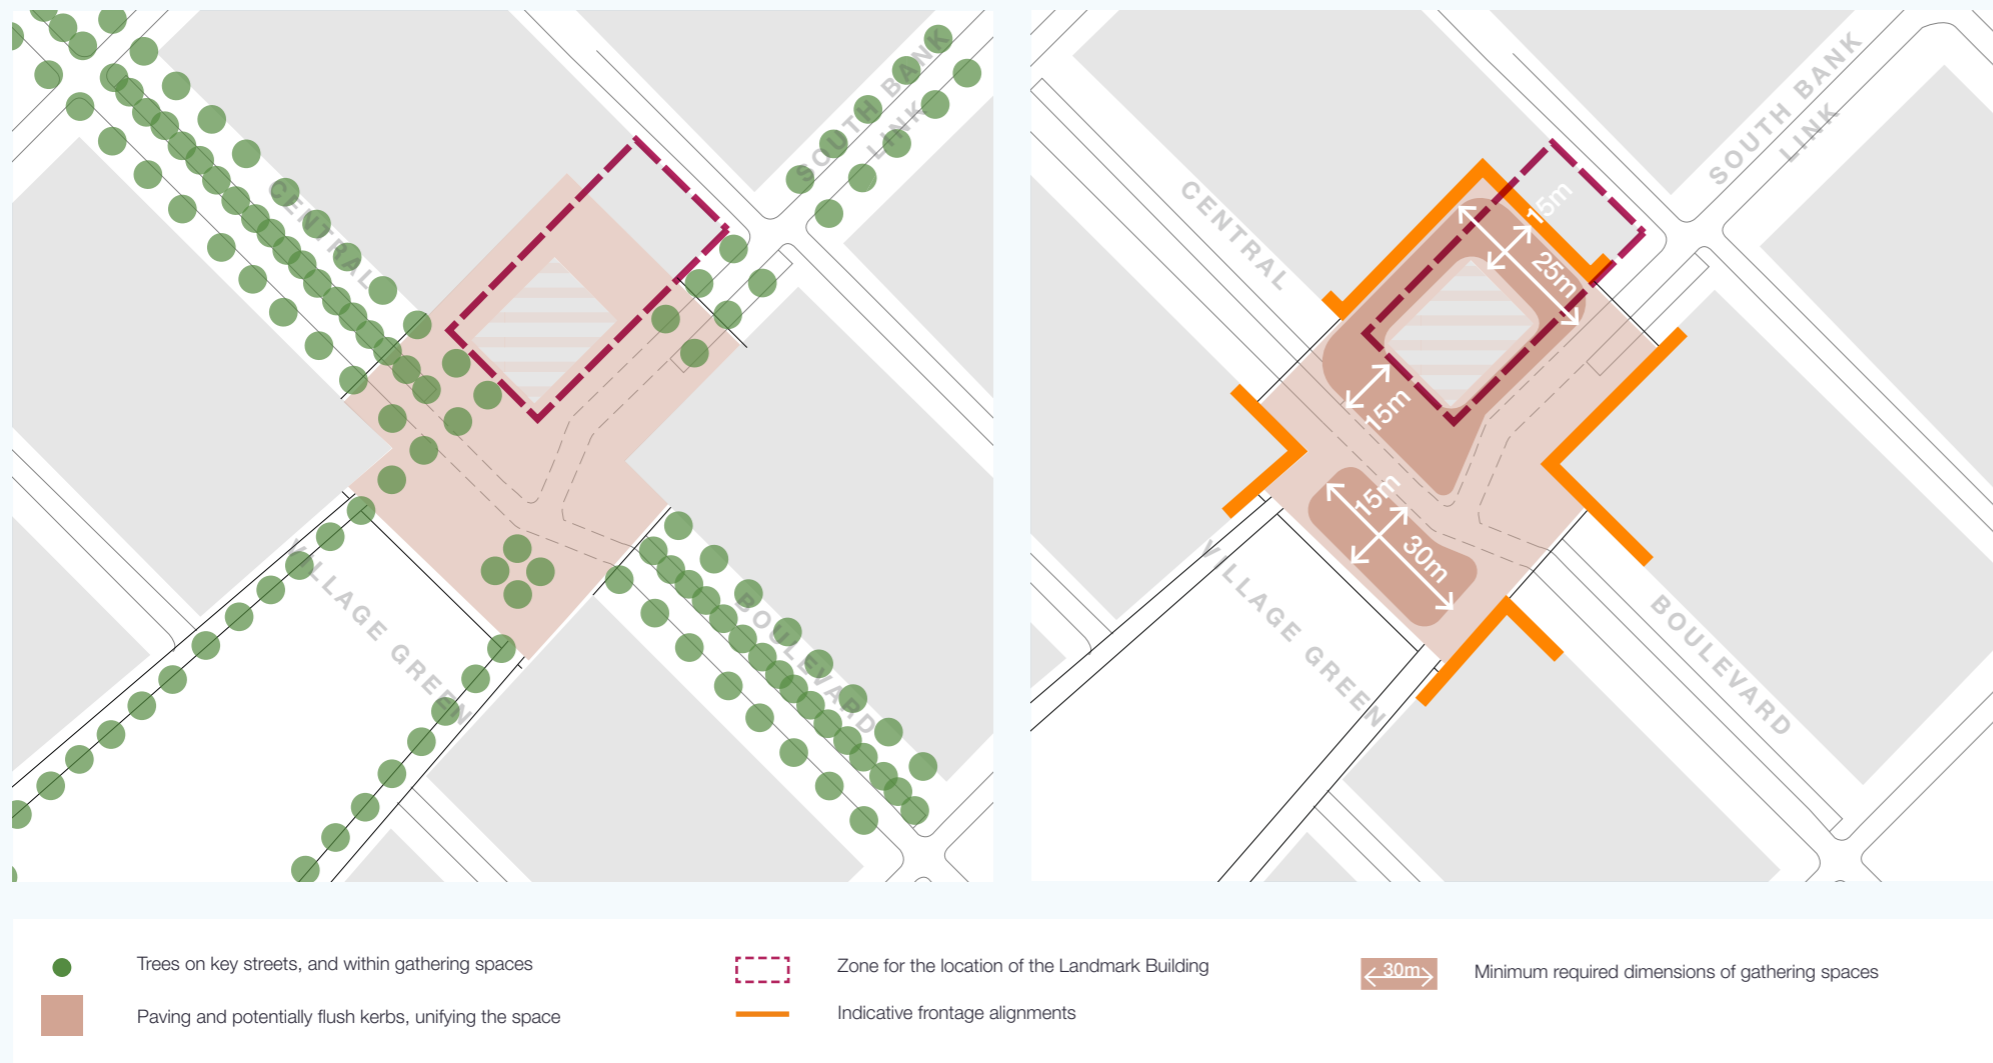 SOUTH BANK
LINK
CENTRAL
VILLAGE GREEN
BOULEVARD
SOUTH BANK
LINK
CENTRAL
15m
25m
15m
15m
30m
VILLAGE GREEN
BOULEVARD
Trees on key streets, and within gathering spaces
Paving and potentially flush kerbs, unifying the space
Zone for the location of the Landmark Building
Indicative frontage alignments
30m
Minimum required dimensions of gathering spaces